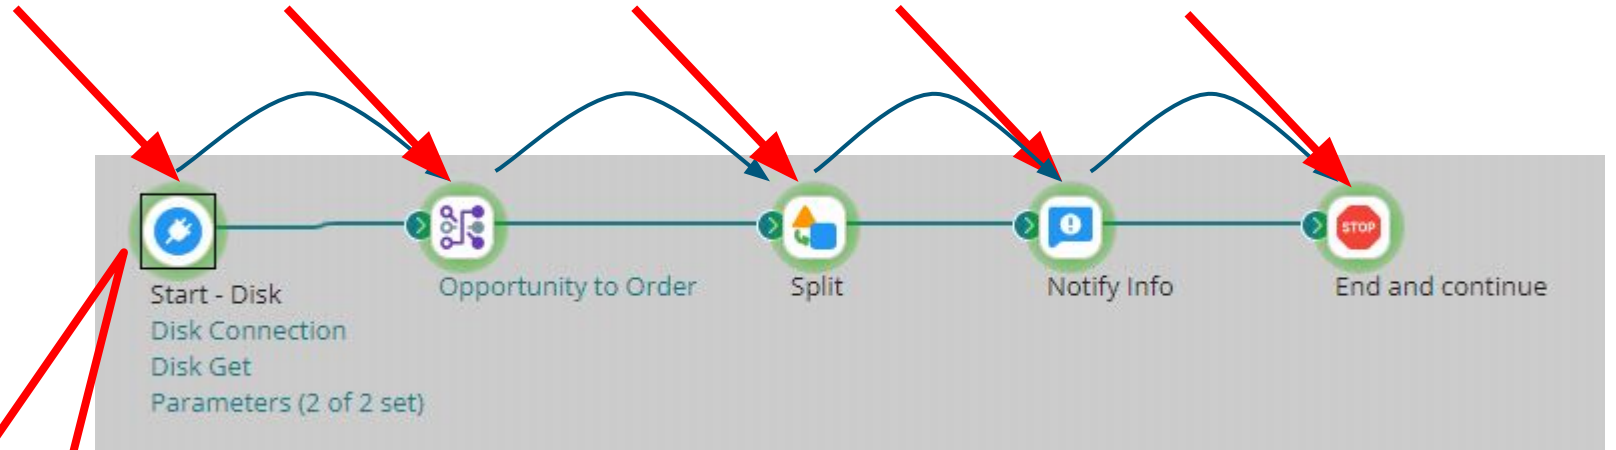 STOP
Start - Disk
Opportunity to Order
Split
Notify Info
End and continue
Disk Connection
Disk Get
Parameters (2 of 2 set)